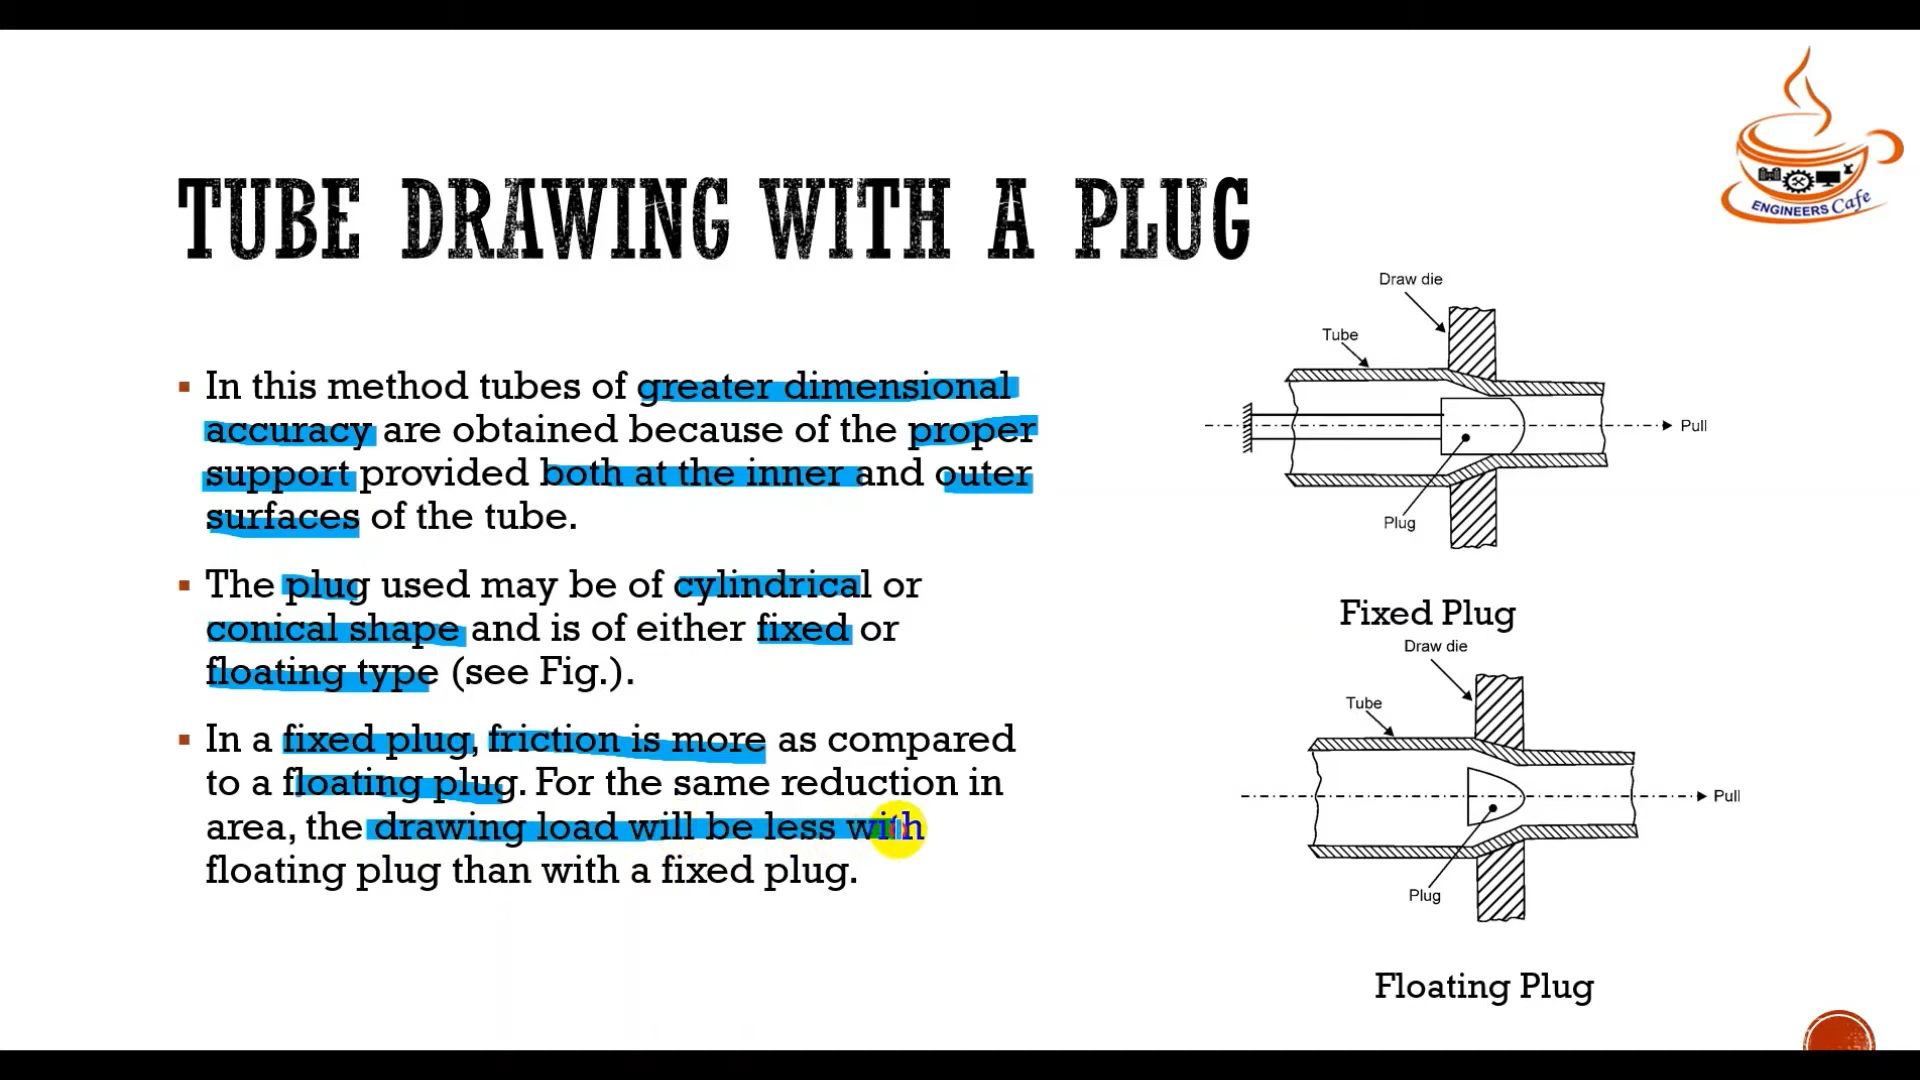 ENGINEERS Cafe
TUBE DRAWING WITH A PLUG
▪ In this method tubes of greater dimensional
accuracy are obtained because of the proper
support provided both at the inner and outer
surfaces of the tube.
▪ The plug used may be of cylindrical or
conical shape and is of either fixed or
floating type (see Fig.).
▪ In a fixed plug, friction is more as compared
to a floating plug. For the same reduction in
area, the drawing load will be less with
floating plug than with a fixed plug.
Draw die
Tube
Pull
Plug
Fixed Plug
Draw die
Tube
Pull
Plug
Floating Plug